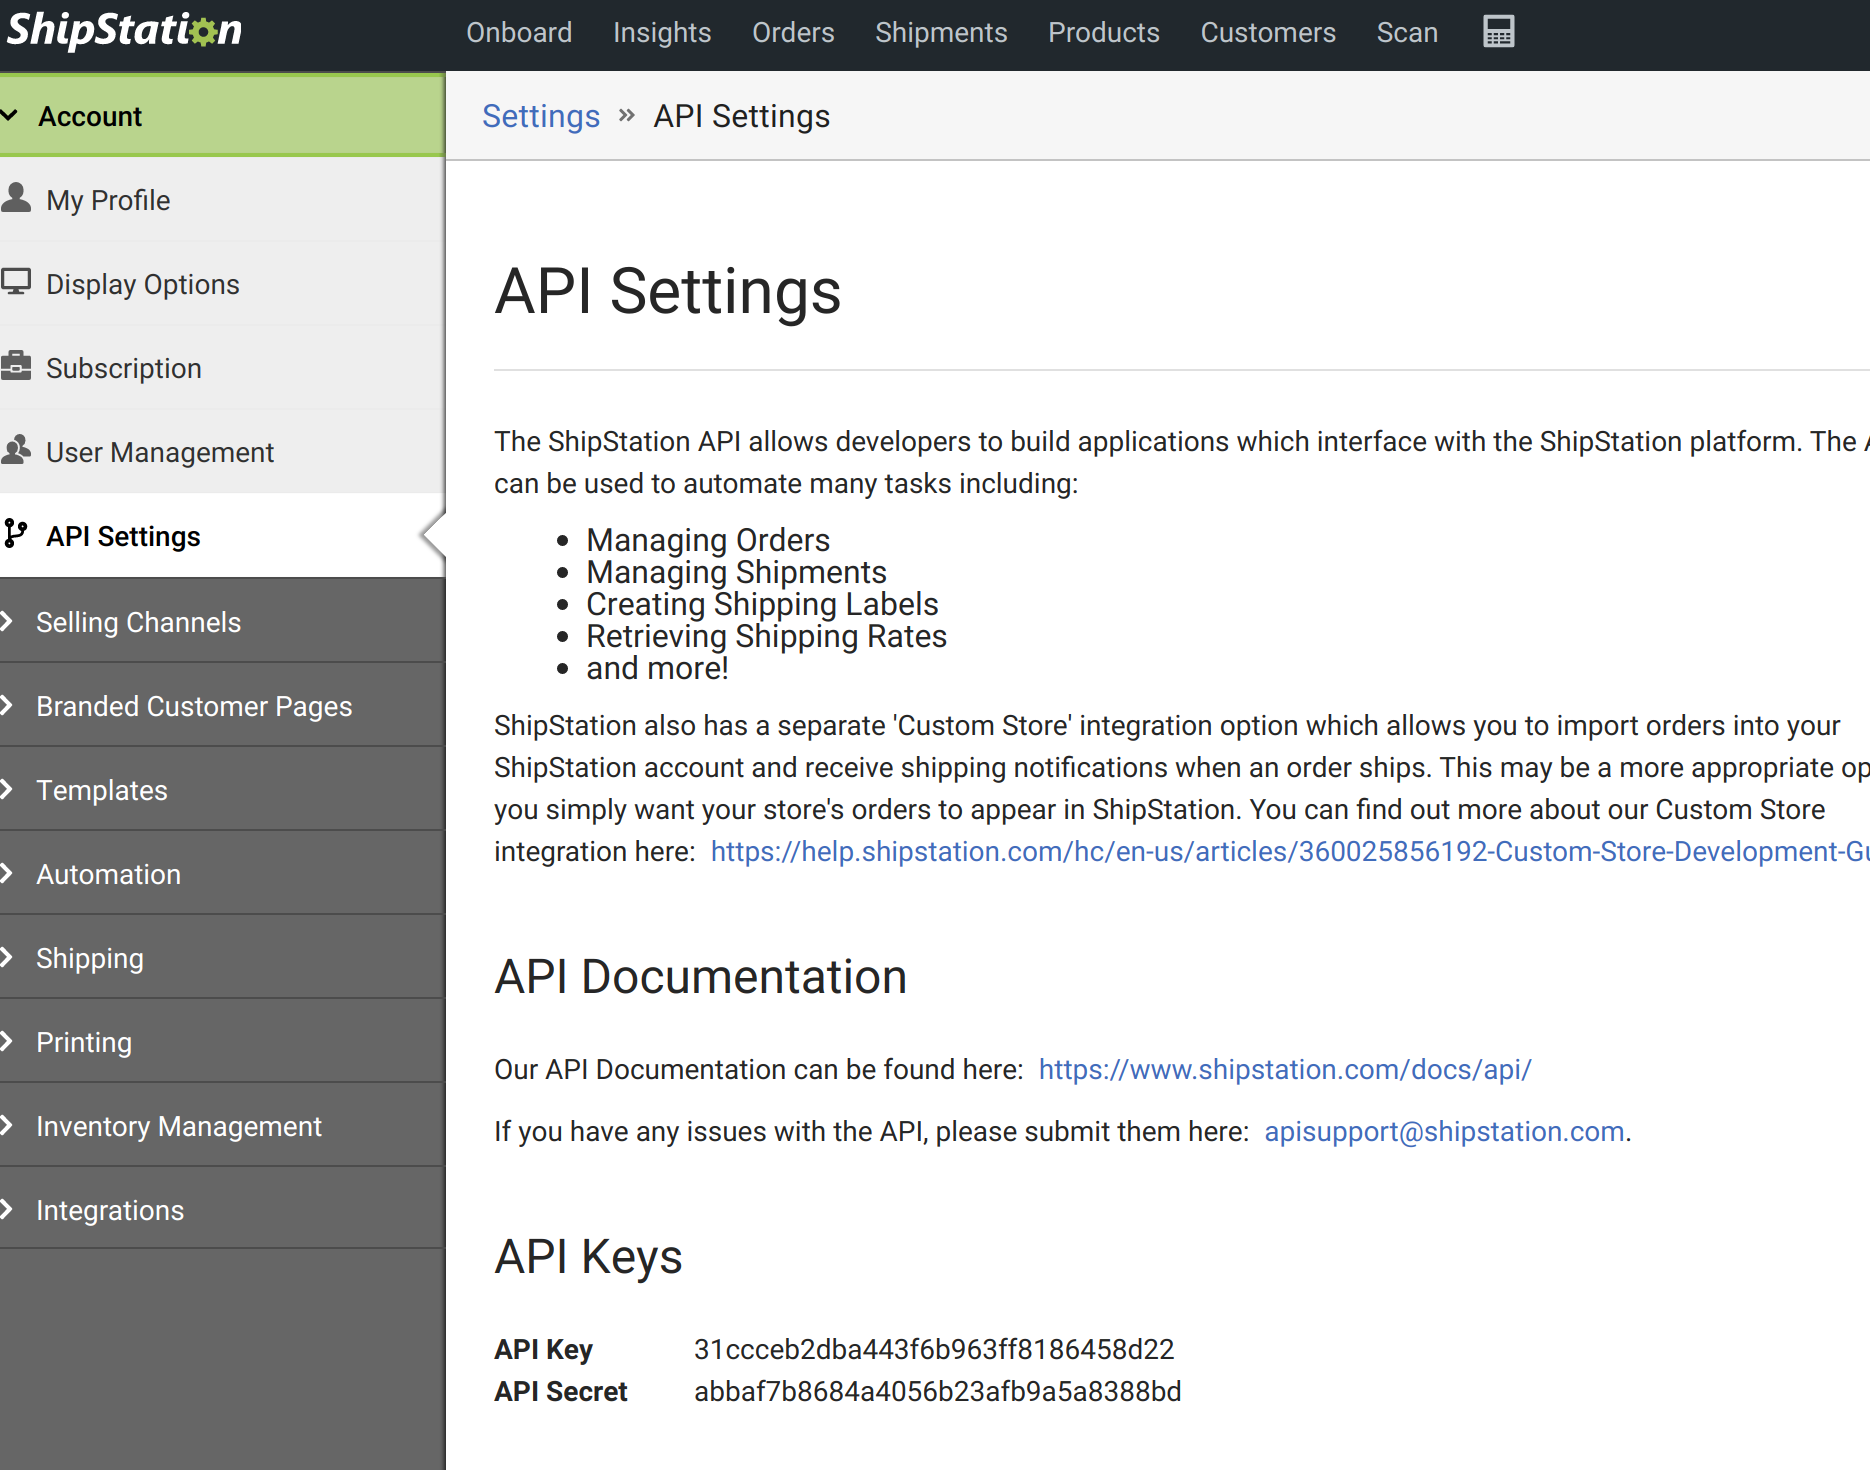 ShipStation
Onboard Insights Orders Shipments Products Customers Scan
Account
My Profile
Display Options
Subscription
User Management
API Settings
Selling Channels
Branded Customer Pages
Templates
Automation
Shipping
Printing
Inventory Management
Integrations
Settings » API Settings
API Settings
The ShipStation API allows developers to build applications which interface with the ShipStation platform. The A
can be used to automate many tasks including:
• Managing Orders
• Managing Shipments
• Creating Shipping Labels
• Retrieving Shipping Rates
• and more!
ShipStation also has a separate 'Custom Store' integration option which allows you to import orders into your
ShipStation account and receive shipping notifications when an order ships. This may be a more appropriate op
you simply want your store's orders to appear in ShipStation. You can find out more about our Custom Store
integration here: https://help.shipstation.com/hc/en-us/articles/360025856192-Custom-Store-Development-Gu
API Documentation
Our API Documentation can be found here: https://www.shipstation.com/docs/api/
If you have any issues with the API, please submit them here: apisupport@shipstation.com.
API Keys
API Key 31ccceb2dba443f6b963ff8186458d22
API Secret abbaf7b8684a4056b23afb9a5a8388bd